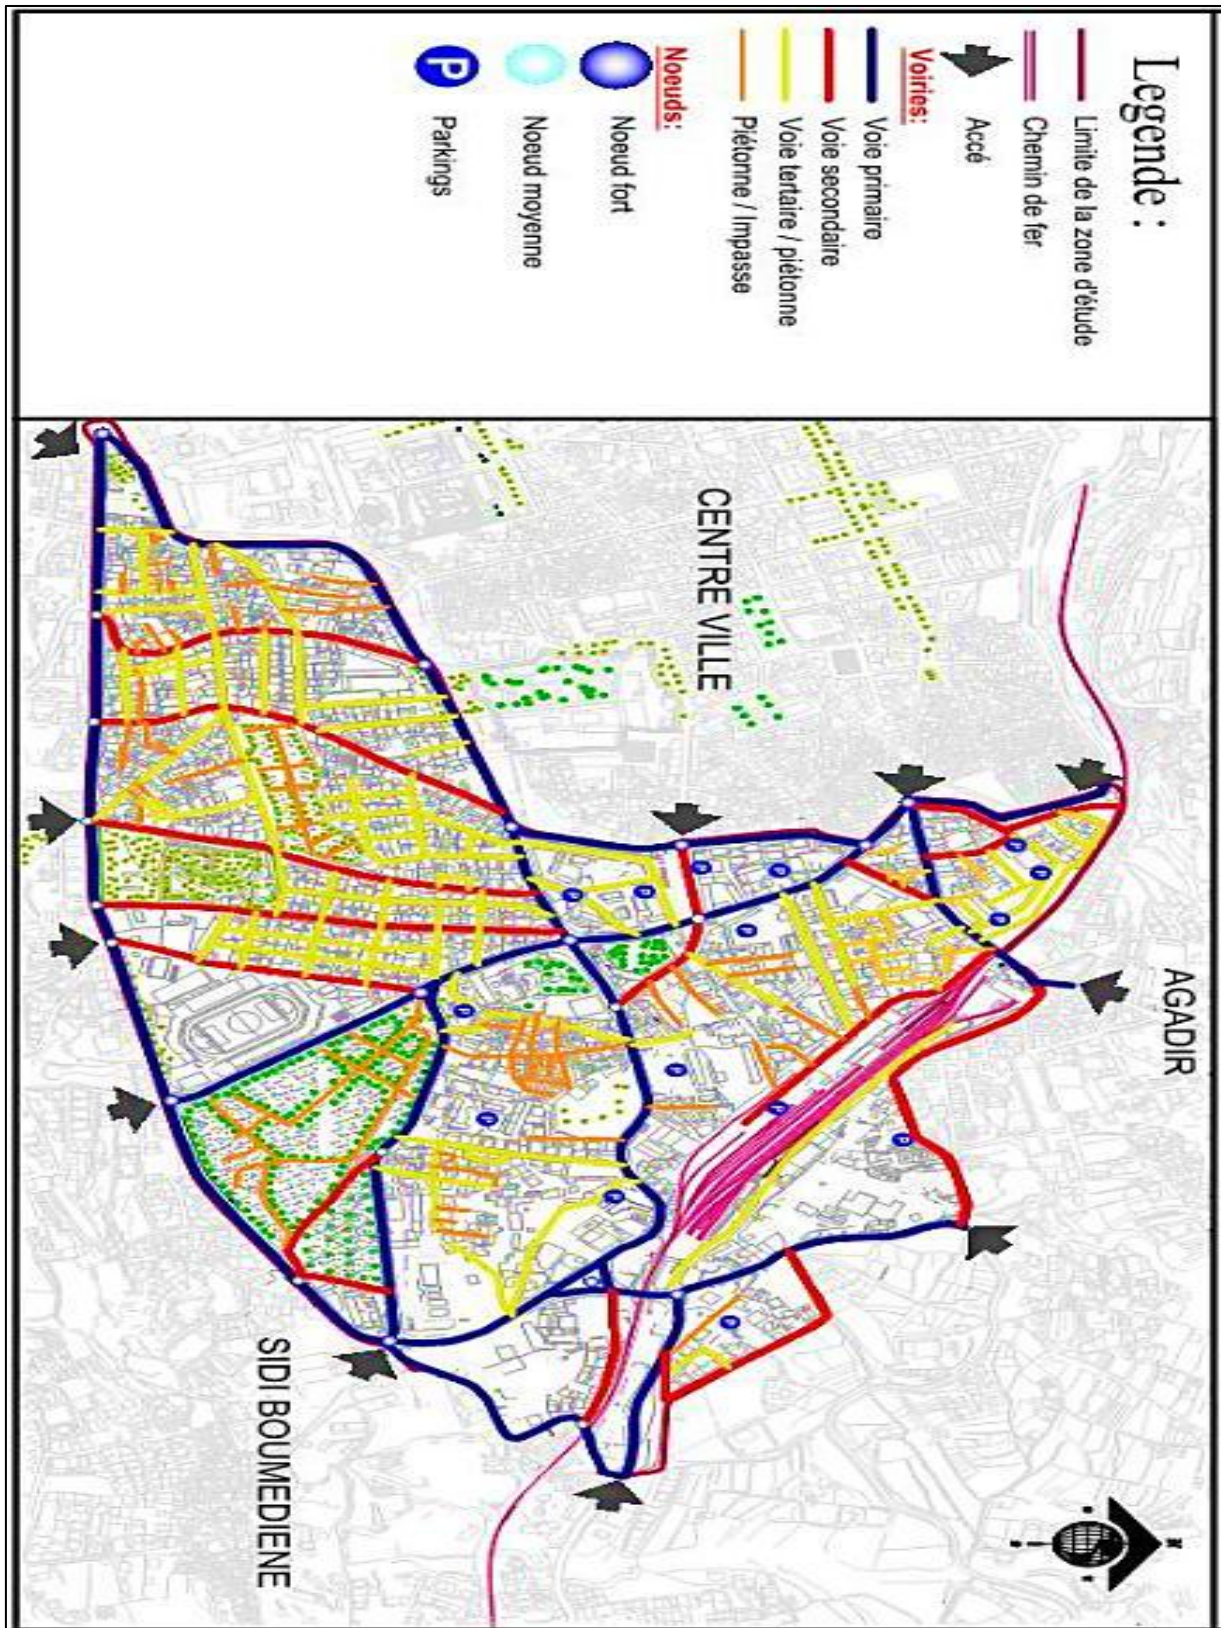 Legende :
Limite de la zone d'étude
Chemin de fer
Accé
Voiries:
Voie primaire
Voie secondaire
Voie tertaire / piétonne
Piétonne / Impasse
Noeuds:
Noeud fort
Noeud moyenne
P
Parkings
CENTRE VILLE
AGADIR
SIDI BOUMEDIENE